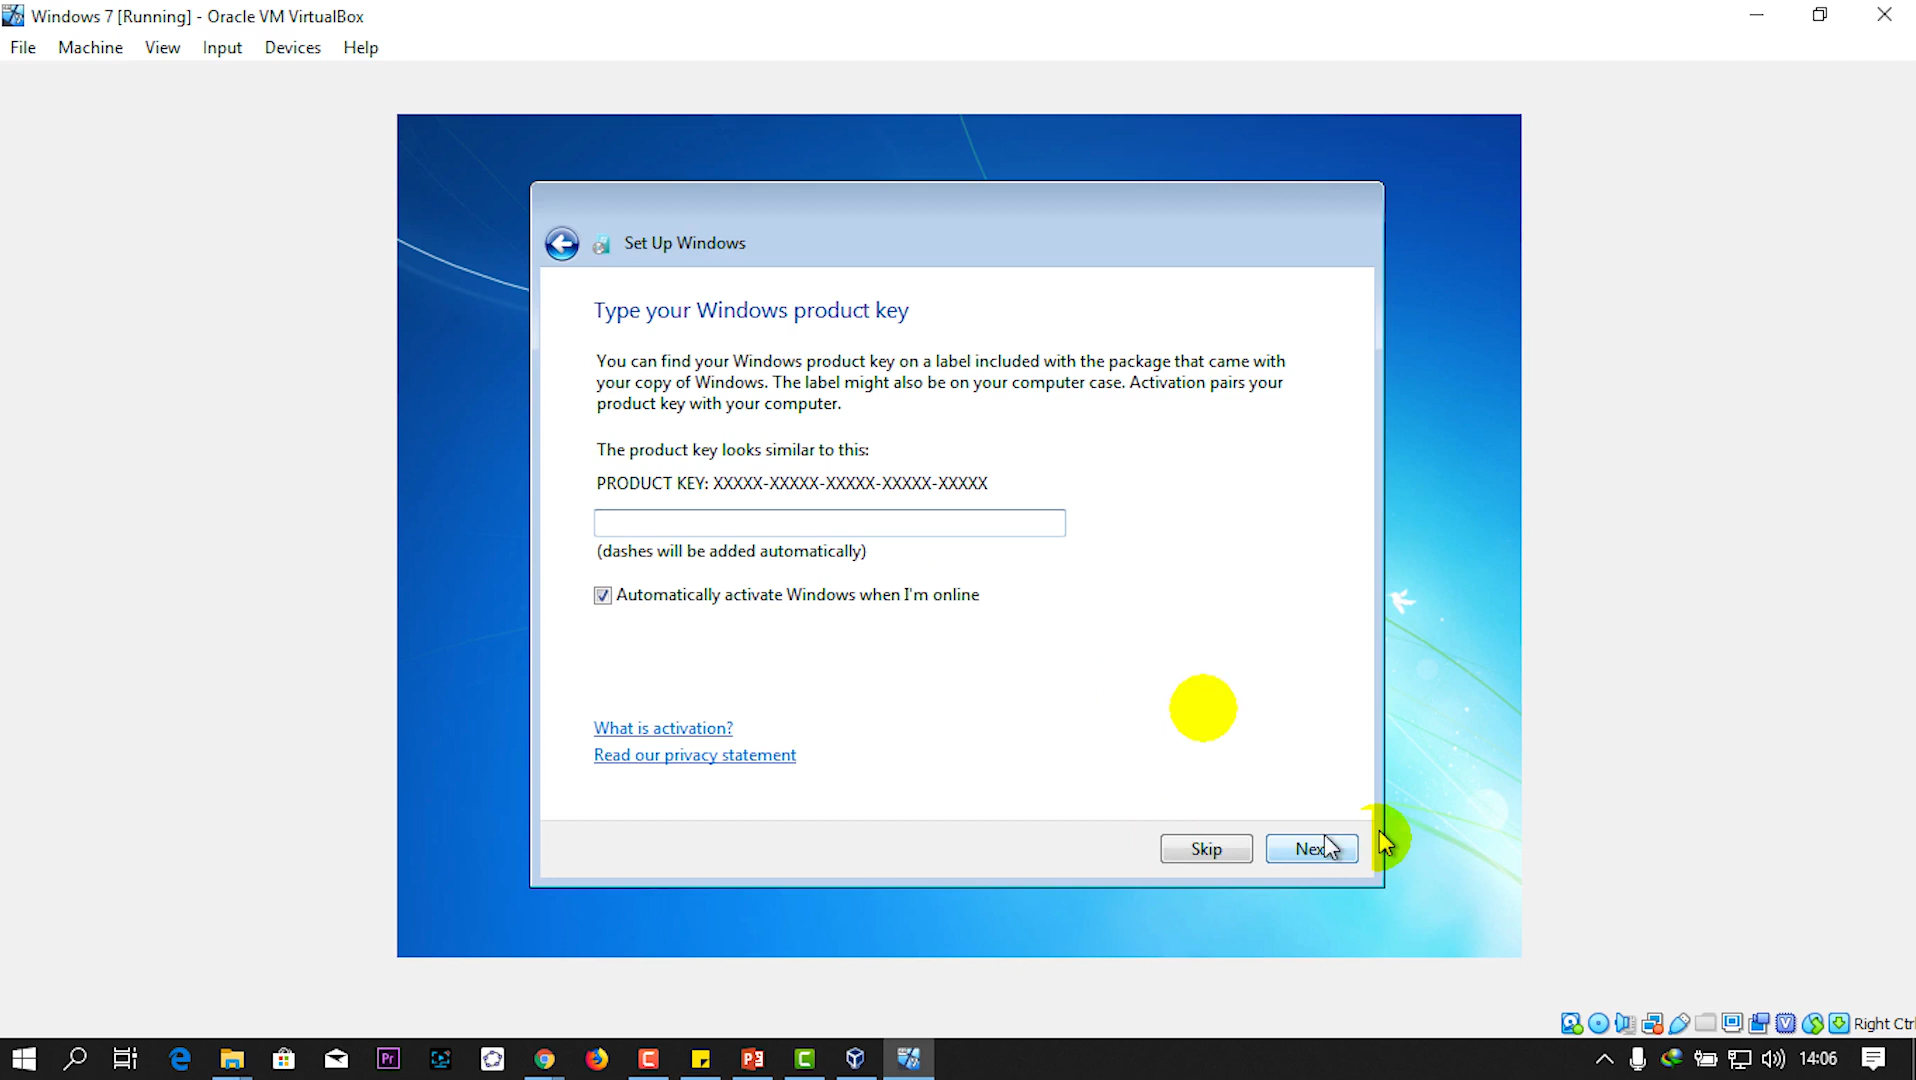 Windows 7 [Running] - Oracle VM VirtualBox
File Machine View Input Devices Help
Set Up Windows
Type your Windows product key
You can find your Windows product key on a label included with the package that came with
your copy of Windows. The label might also be on your computer case. Activation pairs your
product key with your computer.
The product key looks similar to this:
PRODUCT KEY: XXXXX-XXXXX-XXXXX-XXXXX-XXXXX
(dashes will be added automatically)
Automatically activate Windows when I'm online
What is activation?
Read our privacy statement
Skip Nex
Right Ctrl
Pr
14:06